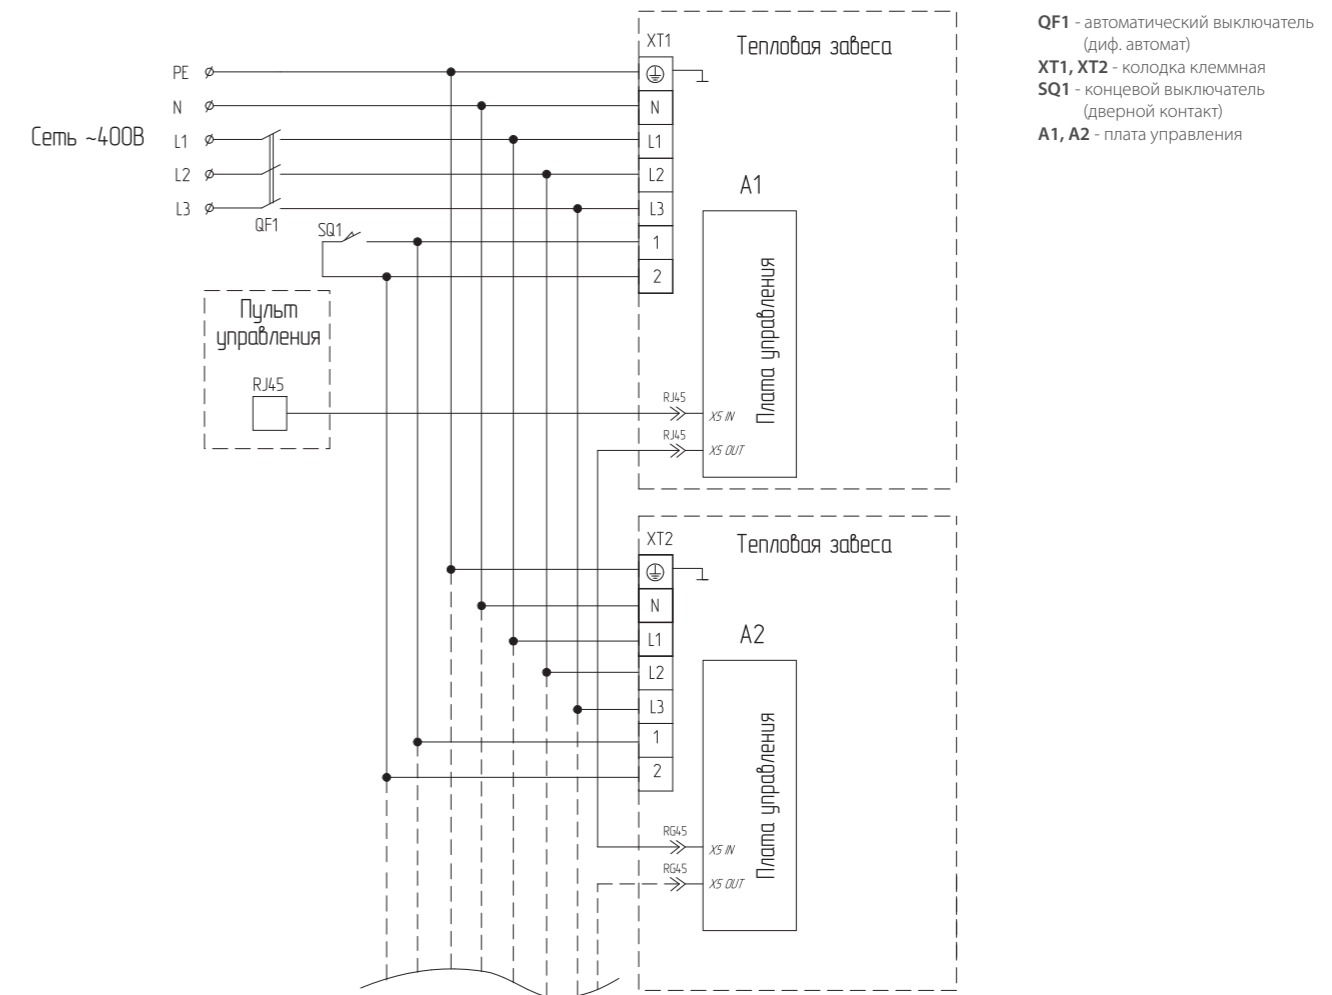 XT1
Тепловая завеса
PE
N
N
Сеть ~400В
L1
L1
L2
L2
A1
L3
L3
QF1
SQ1
1
2
Пульт
управления
RJ45
RJ45
X5 IN
RJ45
X5 OUT
Плата управления
XT2
Тепловая завеса
N
L1
A2
L2
L3
1
2
RG45
X5 IN
RG45
X5 OUT
Плата управления
QF1 - автоматический выключатель
(диф. автомат)
XT1, XT2 - колодка клеммная
SQ1 - концевой выключатель
(дверной контакт)
A1, A2 - плата управления